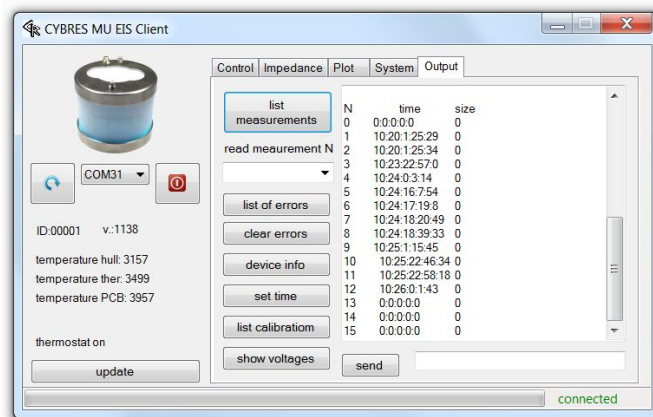 CYBRES MU EIS Client
Control Impedance Plot System Output
list measurements
read meaurement N
list of errors
clear errors
device info
set time
list calibratiom
show voltages
COM31
ID:00001 v.:1138
temperature hull: 3157
temperature ther: 3499
temperature PCB: 3957
thermostat on
update
N time size
0 0:0:0:0:0 0
1 10:20:1:25:29 0
2 10:20:1:25:34 0
3 10:23:22:57:0 0
4 10:24:0:3:14 0
5 10:24:16:7:54 0
6 10:24:17:19:8 0
7 10:24:18:20:49 0
8 10:24:18:39:33 0
9 10:25:1:15:45 0
10 10:25:22:46:34 0
11 10:25:22:58:18 0
12 10:26:0:1:43 0
13 0:0:0:0:0 0
14 0:0:0:0:0 0
15 0:0:0:0:0 0
send
connected